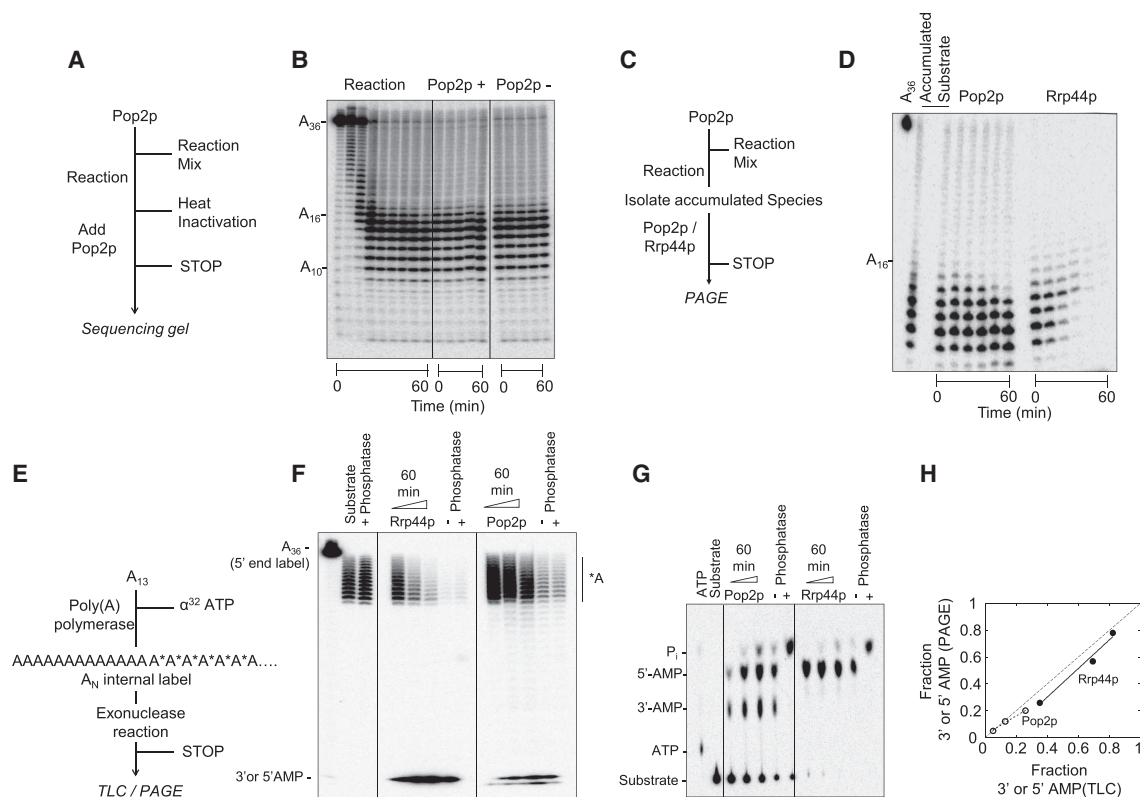 A
Pop2p
Reaction
Mix
Reaction
Heat
Inactivation
Add
Pop2p
STOP
Sequencing gel
B
Reaction
Pop2p +
Pop2p -
A36
A16
A10
0
60
0
60
0
60
Time (min)
C
Pop2p
Reaction
Mix
Reaction
Isolate accumulated Species
Pop2p /
Rrp44p
STOP
PAGE
D
A36
Accumulated
Substrate
Pop2p
Rrp44p
A16
0
60
0
60
Time (min)
E
A13
Poly(A)
polymerase
α32 ATP
AAAAAAAAAAAAA A*A*A*A*A*A....
AN internal label
Exonuclease
reaction
STOP
TLC / PAGE
F
Substrate
+ Phosphatase
60
min
Rrp44p
Phosphatase
- +
60
min
Pop2p
Phosphatase
- +
A36 -
(5' end label)
*A
3'or 5'AMP -
G
ATP
Substrate
60
min
Pop2p
Phosphatase
- +
60
min
Rrp44p
Phosphatase
- +
Pi
5'-AMP
3'-AMP
ATP
Substrate
H
Fraction
3' or 5' AMP (PAGE)
1
0.8
0.6
0.4
0.2
0
0 0.2 0.4 0.6 0.8 1
Rrp44p
Pop2p
Fraction
3' or 5' AMP(TLC)